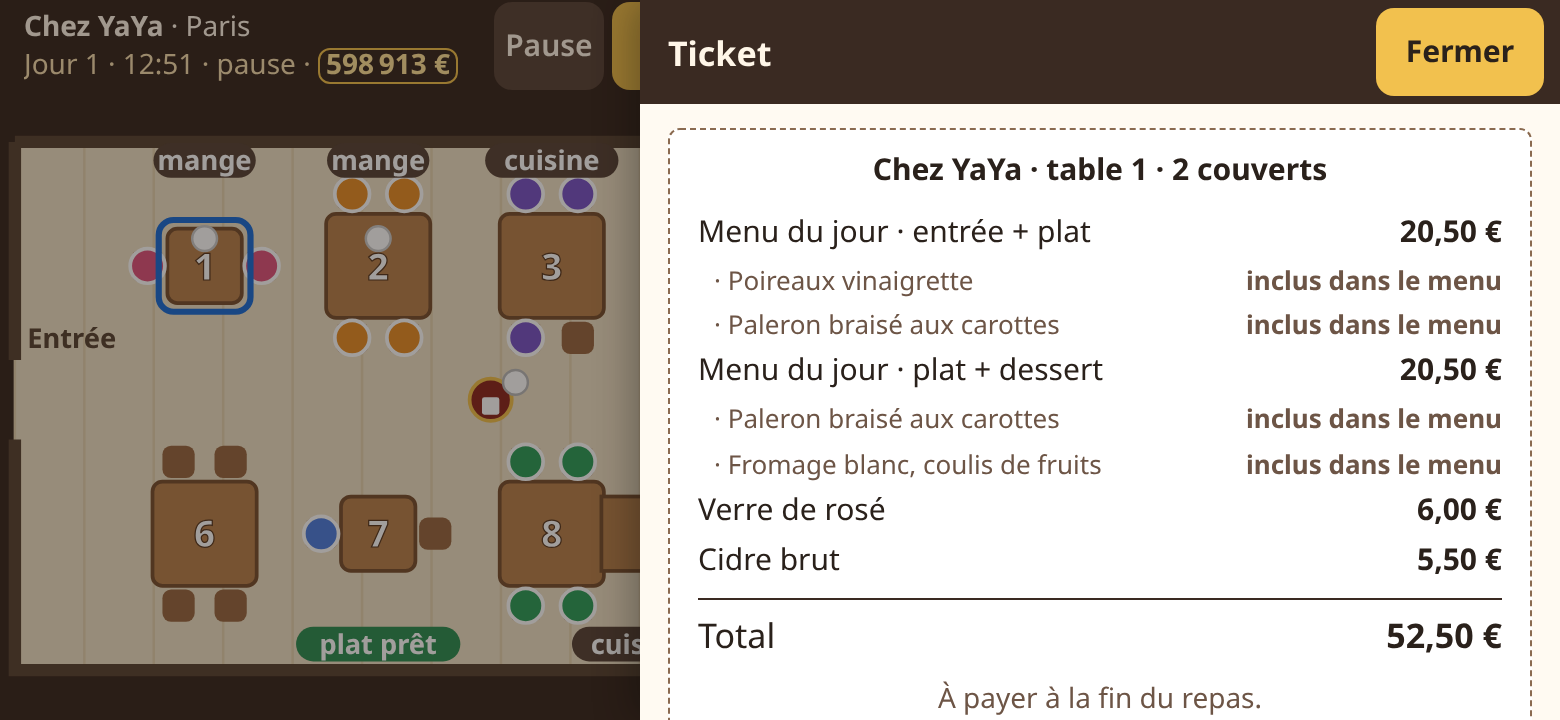 Chez YaYa · Paris
Jour 1 · 12:51 · pause · 598 913 €
Pause
Ticket
Fermer
mange
mange
cuisine
1
2
3
Entrée
6
7
8
plat prêt
Chez YaYa · table 1 · 2 couverts
Menu du jour · entrée + plat 20,50 €
· Poireaux vinaigrette inclus dans le menu
· Paleron braisé aux carottes inclus dans le menu
Menu du jour · plat + dessert 20,50 €
· Paleron braisé aux carottes inclus dans le menu
· Fromage blanc, coulis de fruits inclus dans le menu
Verre de rosé 6,00 €
Cidre brut 5,50 €
Total 52,50 €
À payer à la fin du repas.